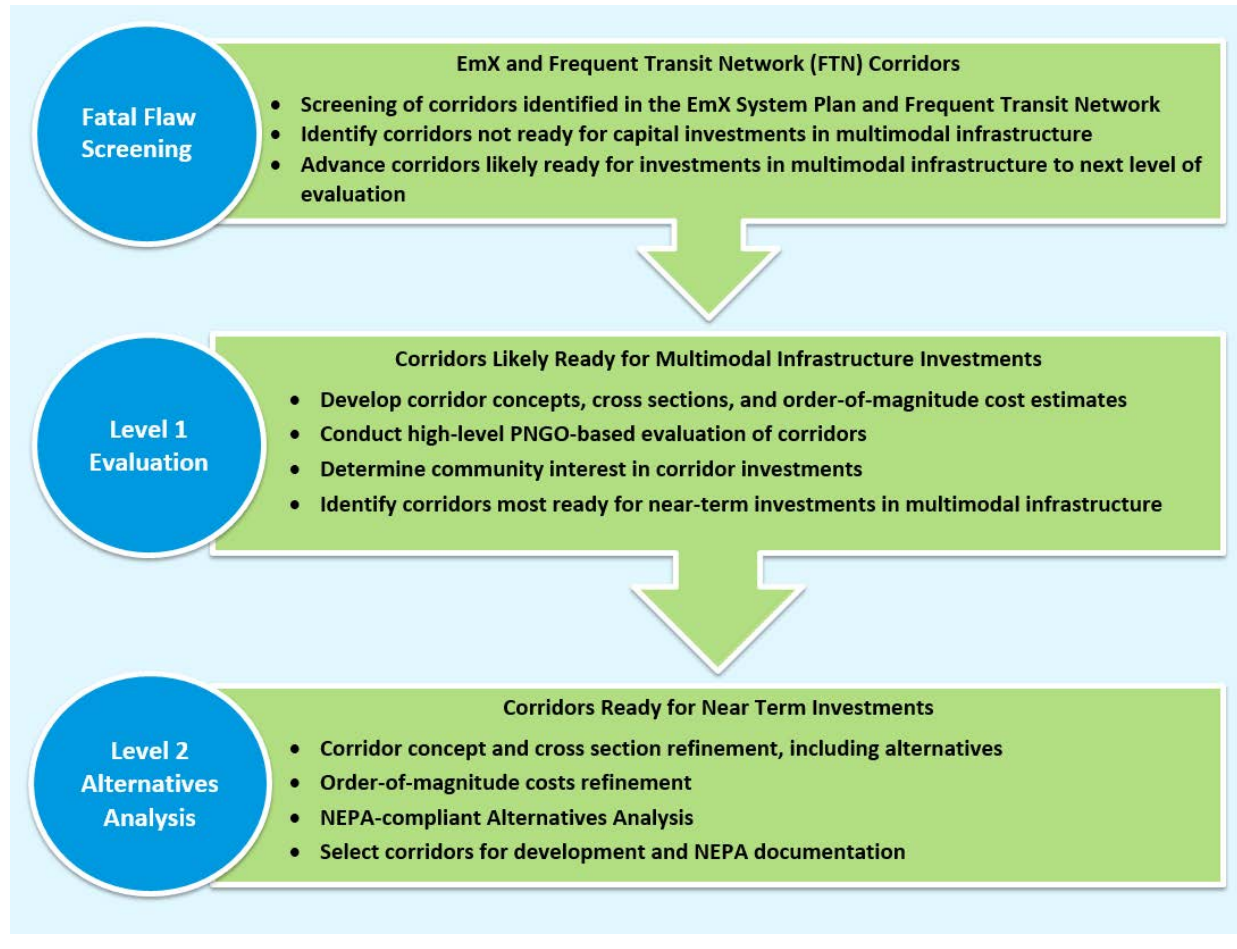 Fatal Flaw
Screening
EmX and Frequent Transit Network (FTN) Corridors
• Screening of corridors identified in the EmX System Plan and Frequent Transit Network
• Identify corridors not ready for capital investments in multimodal infrastructure
• Advance corridors likely ready for investments in multimodal infrastructure to next level of
evaluation
Level 1
Evaluation
Corridors Likely Ready for Multimodal Infrastructure Investments
• Develop corridor concepts, cross sections, and order-of-magnitude cost estimates
• Conduct high-level PNGO-based evaluation of corridors
• Determine community interest in corridor investments
• Identify corridors most ready for near-term investments in multimodal infrastructure
Level 2
Alternatives
Analysis
Corridors Ready for Near Term Investments
• Corridor concept and cross section refinement, including alternatives
• Order-of-magnitude costs refinement
• NEPA-compliant Alternatives Analysis
• Select corridors for development and NEPA documentation